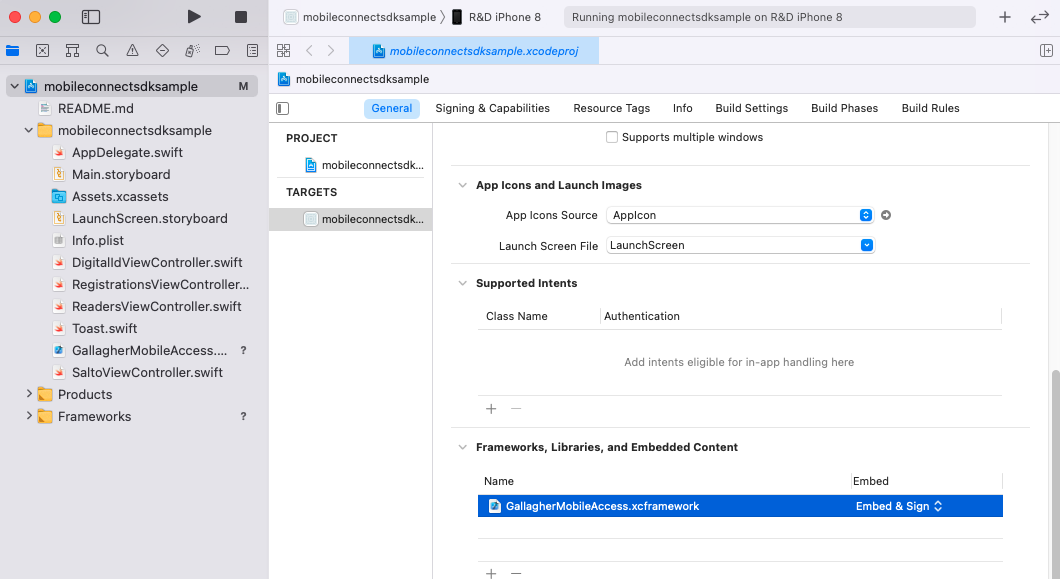 mobileconnectsdksample 〉 R&D iPhone 8
Running mobileconnectsdksample on R&D iPhone 8
mobileconnectsdksample.xcodeproj
mobileconnectsdksample M
README.md
mobileconnectsdksample
AppDelegate.swift
Main.storyboard
Assets.xcassets
LaunchScreen.storyboard
Info.plist
DigitalIdViewController.swift
RegistrationsViewController...
ReadersViewController.swift
Toast.swift
GallagherMobileAccess.... ?
SaltoViewController.swift
Products
Frameworks ?
mobileconnectsdksample
General Signing & Capabilities Resource Tags Info Build Settings Build Phases Build Rules
PROJECT
mobileconnectsdk...
TARGETS
mobileconnectsdk...
Supports multiple windows
App Icons and Launch Images
App Icons Source AppIcon
Launch Screen File LaunchScreen
Supported Intents
Class Name Authentication
Add intents eligible for in-app handling here
Frameworks, Libraries, and Embedded Content
Name Embed
GallagherMobileAccess.xcframework Embed & Sign